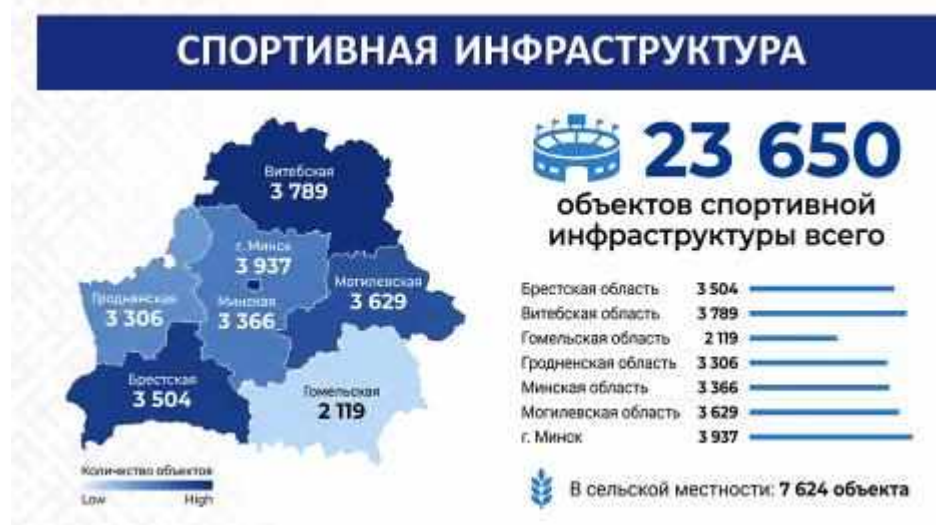 СПОРТИВНАЯ ИНФРАСТРУКТУРА
Витебская
3 789
г. Минск
3 937
Могилевская
3 629
Гродненская
3 306
Минская
3 366
Брестская
3 504
Гомельская
2 119
Количество объектов
Low High
23 650
объектов спортивной
инфраструктуры всего
Брестская область 3 504
Витебская область 3 789
Гомельская область 2 119
Гродненская область 3 306
Минская область 3 366
Могилевская область 3 629
г. Минск 3 937
В сельской местности: 7 624 объекта